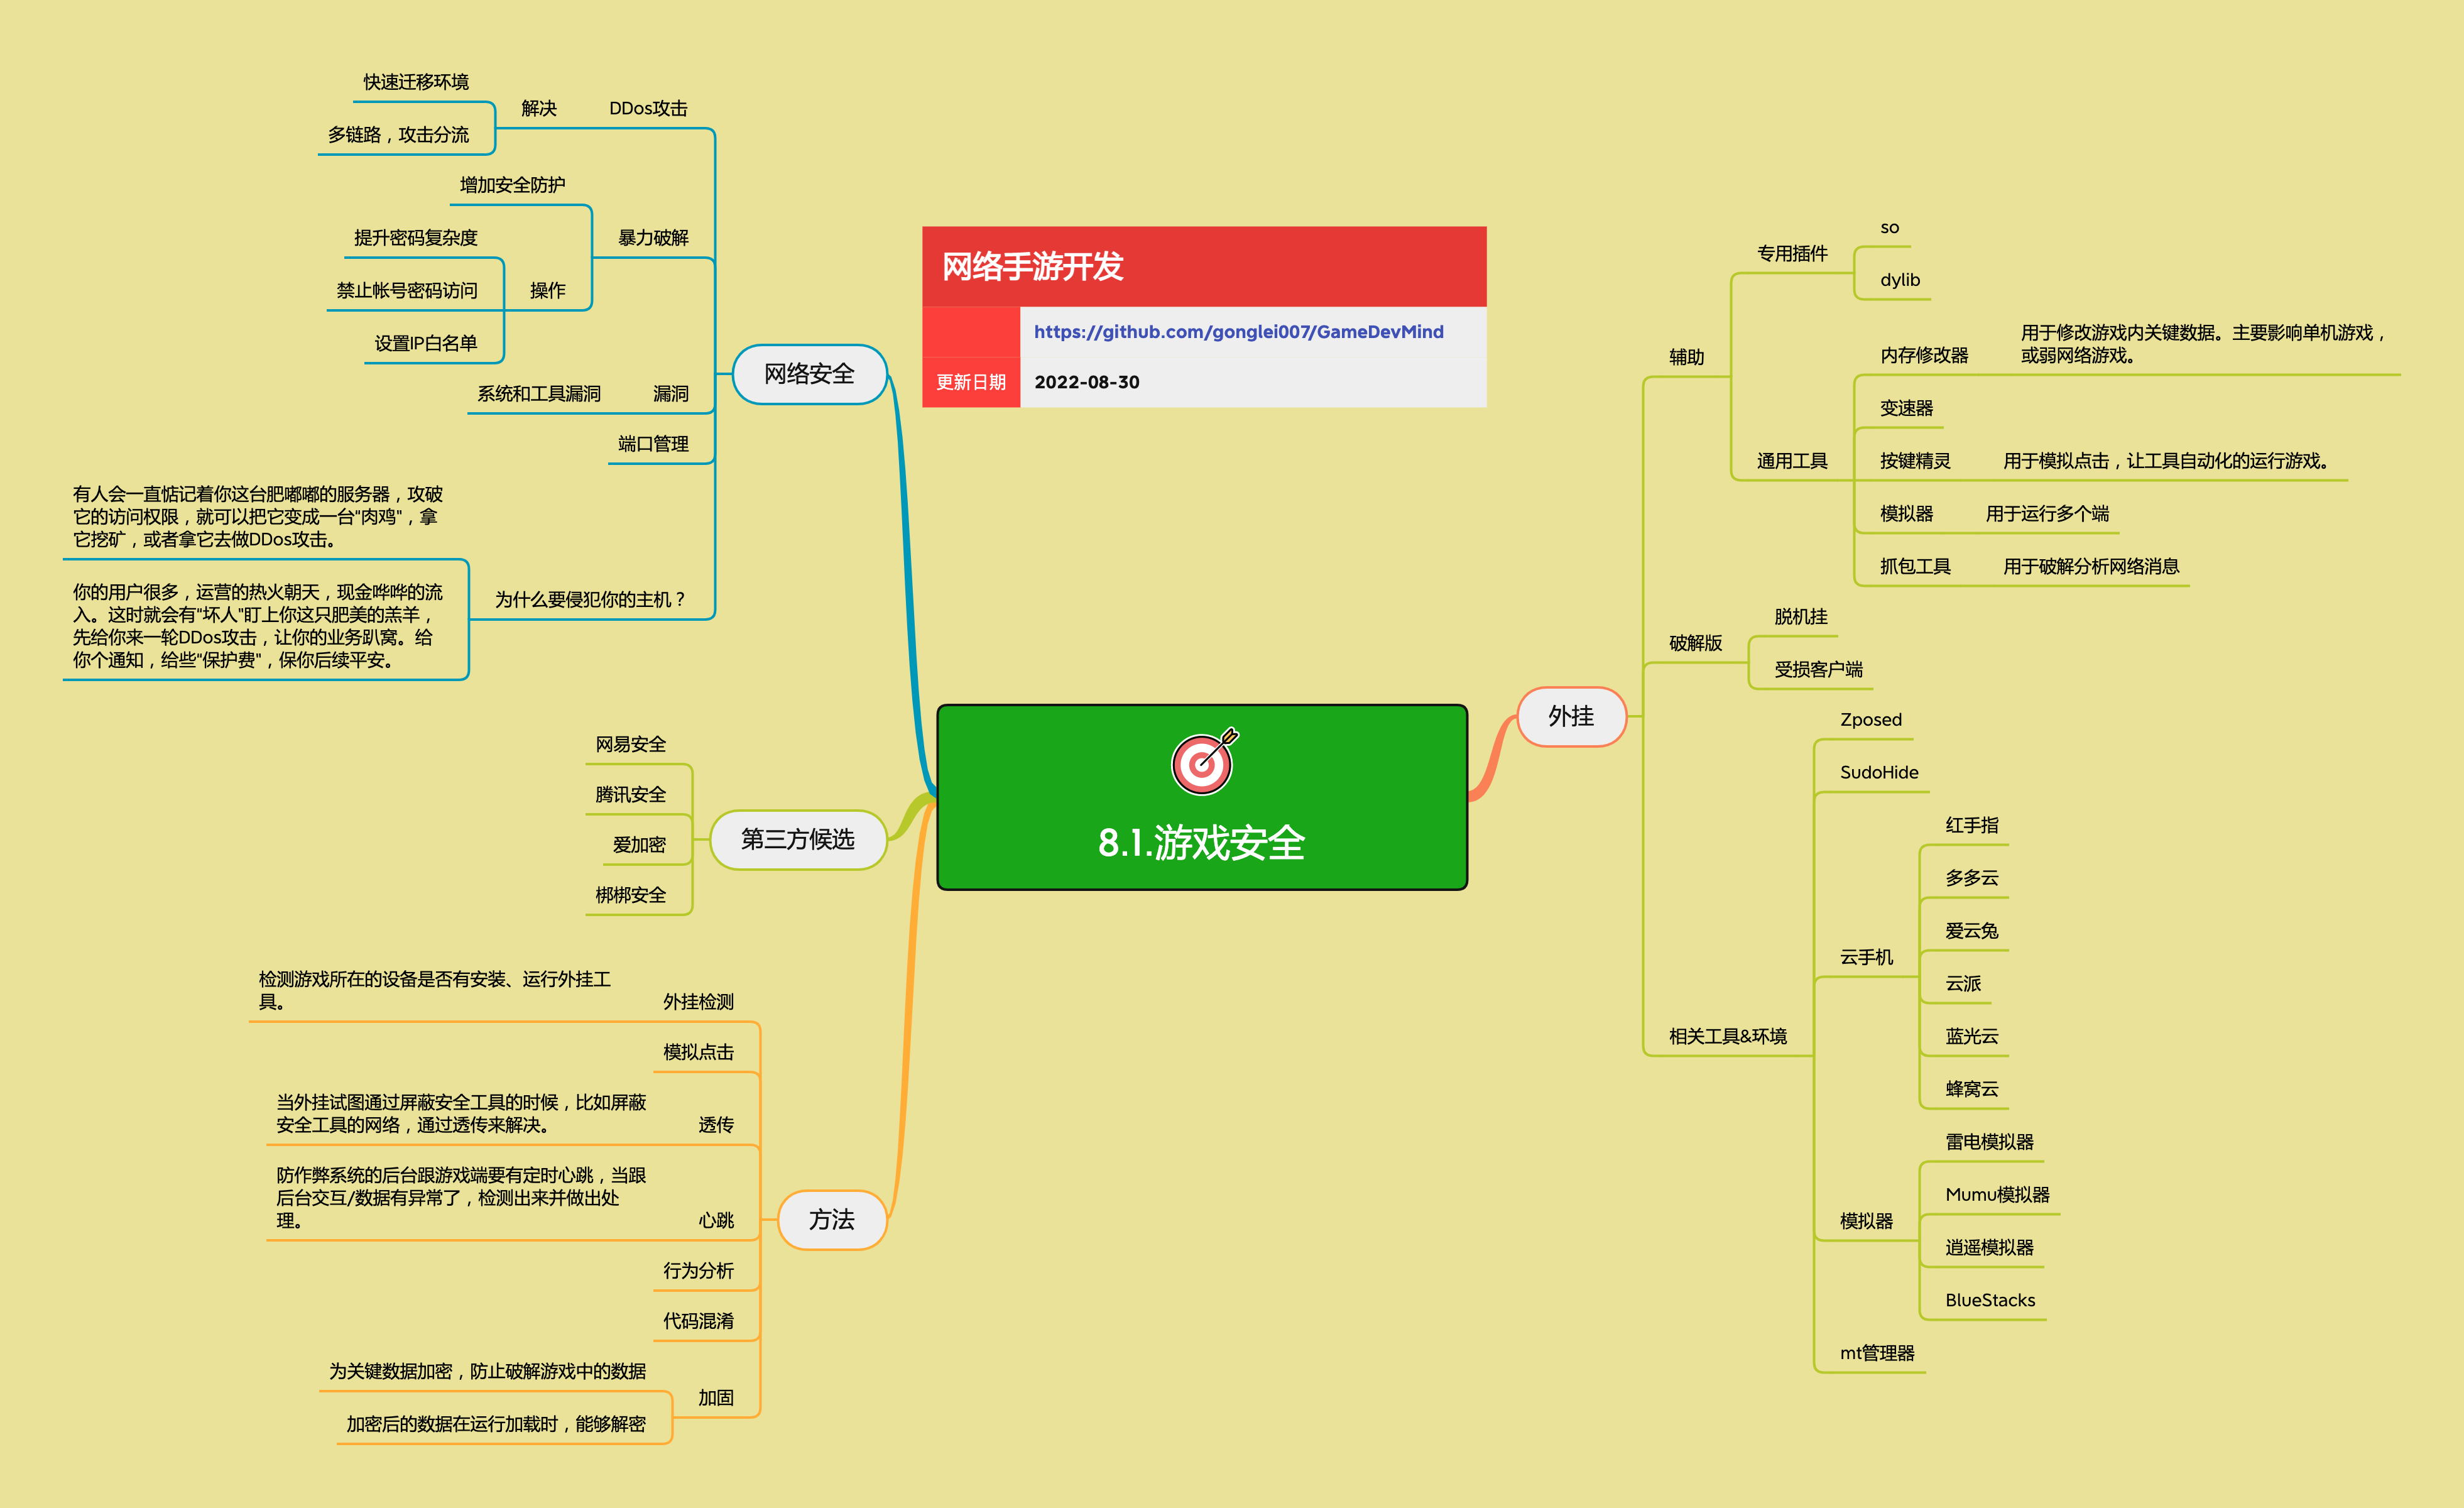 网络手游开发
https://github.com/gonglei007/GameDevMind
更新日期
2022-08-30
8.1.游戏安全
网络安全
DDos攻击
解决
快速迁移环境
多链路，攻击分流
暴力破解
增加安全防护
操作
提升密码复杂度
禁止帐号密码访问
设置IP白名单
漏洞
系统和工具漏洞
端口管理
为什么要侵犯你的主机？
有人会一直惦记着你这台肥嘟嘟的服务器，攻破
它的访问权限，就可以把它变成一台"肉鸡"，拿
它挖矿，或者拿它去做DDos攻击。
你的用户很多，运营的热火朝天，现金哗哗的流
入。这时就会有"坏人"盯上你这只肥美的羔羊，
先给你来一轮DDos攻击，让你的业务趴窝。给
你个通知，给些"保护费"，保你后续平安。
第三方候选
网易安全
腾讯安全
爱加密
梆梆安全
方法
外挂检测
检测游戏所在的设备是否有安装、运行外挂工
具。
模拟点击
透传
当外挂试图通过屏蔽安全工具的时候，比如屏蔽
安全工具的网络，通过透传来解决。
心跳
防作弊系统的后台跟游戏端要有定时心跳，当跟
后台交互/数据有异常了，检测出来并做出处
理。
行为分析
代码混淆
加固
为关键数据加密，防止破解游戏中的数据
加密后的数据在运行加载时，能够解密
外挂
辅助
专用插件
so
dylib
通用工具
内存修改器
用于修改游戏内关键数据。主要影响单机游戏，
或弱网络游戏。
变速器
按键精灵
用于模拟点击，让工具自动化的运行游戏。
模拟器
用于运行多个端
抓包工具
用于破解分析网络消息
破解版
脱机挂
受损客户端
相关工具&环境
Zposed
SudoHide
云手机
红手指
多多云
爱云兔
云派
蓝光云
蜂窝云
模拟器
雷电模拟器
Mumu模拟器
逍遥模拟器
BlueStacks
mt管理器